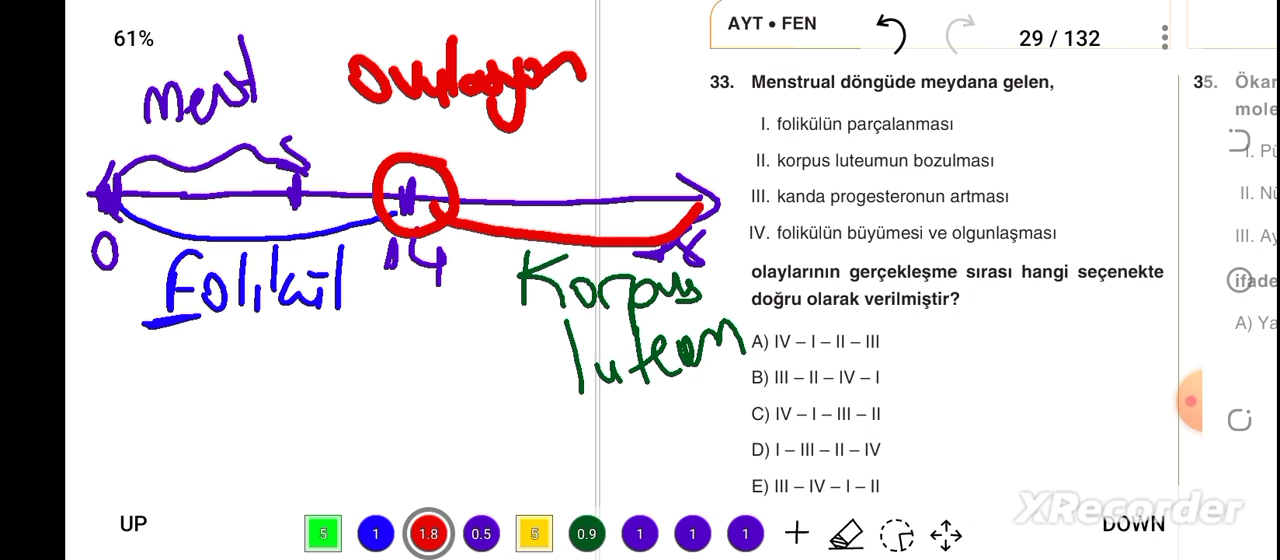 61%
AYT • FEN
29 / 132
Ovulasyon
0
14
Folikül
Korpus
luteum
33. Menstrual döngüde meydana gelen,
I. folikülün parçalanması
II. korpus luteumun bozulması
III. kanda progesteronun artması
IV. folikülün büyümesi ve olgunlaşması
olaylarının gerçekleşme sırası hangi seçenekte
doğru olarak verilmiştir?
A) IV – I – II – III
B) III – II – IV – I
C) IV – I – III – II
D) I – III – II – IV
E) III – IV – I – II
35. Ökar
mole
I. Pü
II. Nü
III. Ay
ifade
A) Ya
UP
5
1
1.8
0.5
5
0.9
1
1
1
DOWN
XRecorder